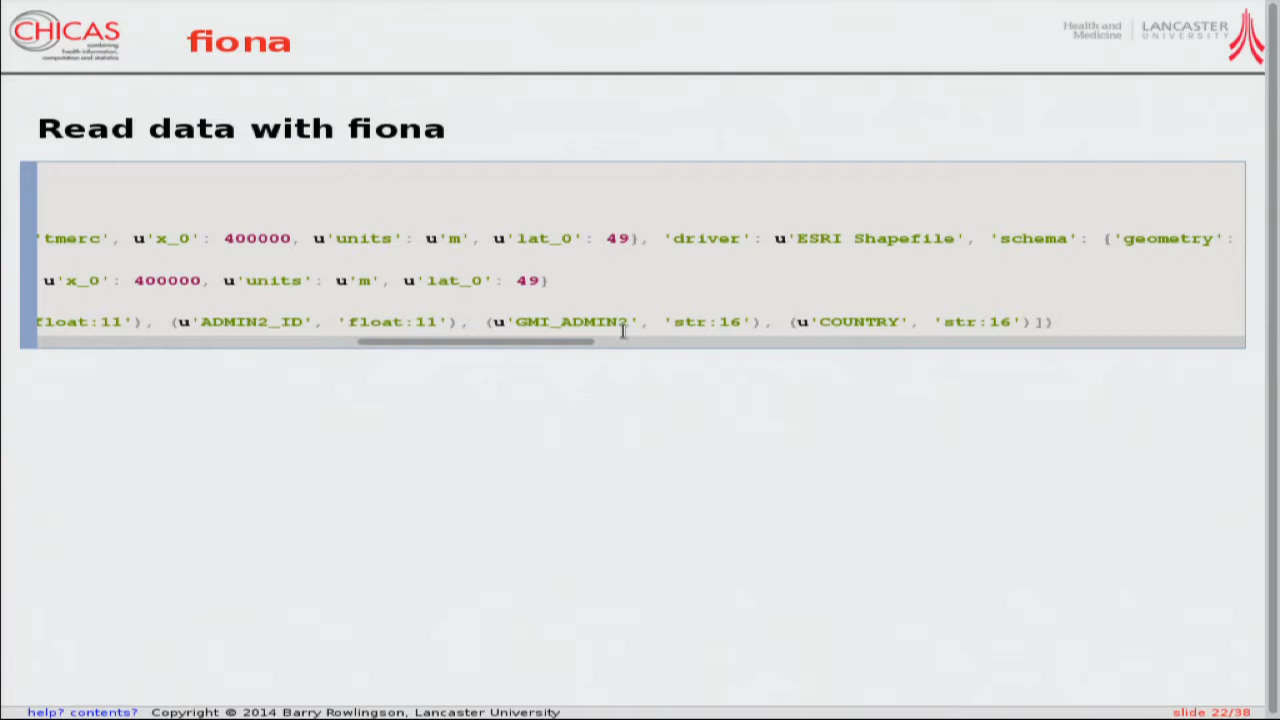 CHICAS
combining
health information,
computation and statistics
fiona
Health and
Medicine
LANCASTER
UNIVERSITY
Read data with fiona
'tmerc', u'x_0': 400000, u'units': u'm', u'lat_0': 49}, 'driver': u'ESRI Shapefile', 'schema': {'geometry':
u'x_0': 400000, u'units': u'm', u'lat_0': 49}
float:11'), (u'ADMIN2_ID', 'float:11'), (u'GMI_ADMIN2', 'str:16'), (u'COUNTRY', 'str:16')])
help? contents? Copyright © 2014 Barry Rowlingson, Lancaster University
slide 22/38